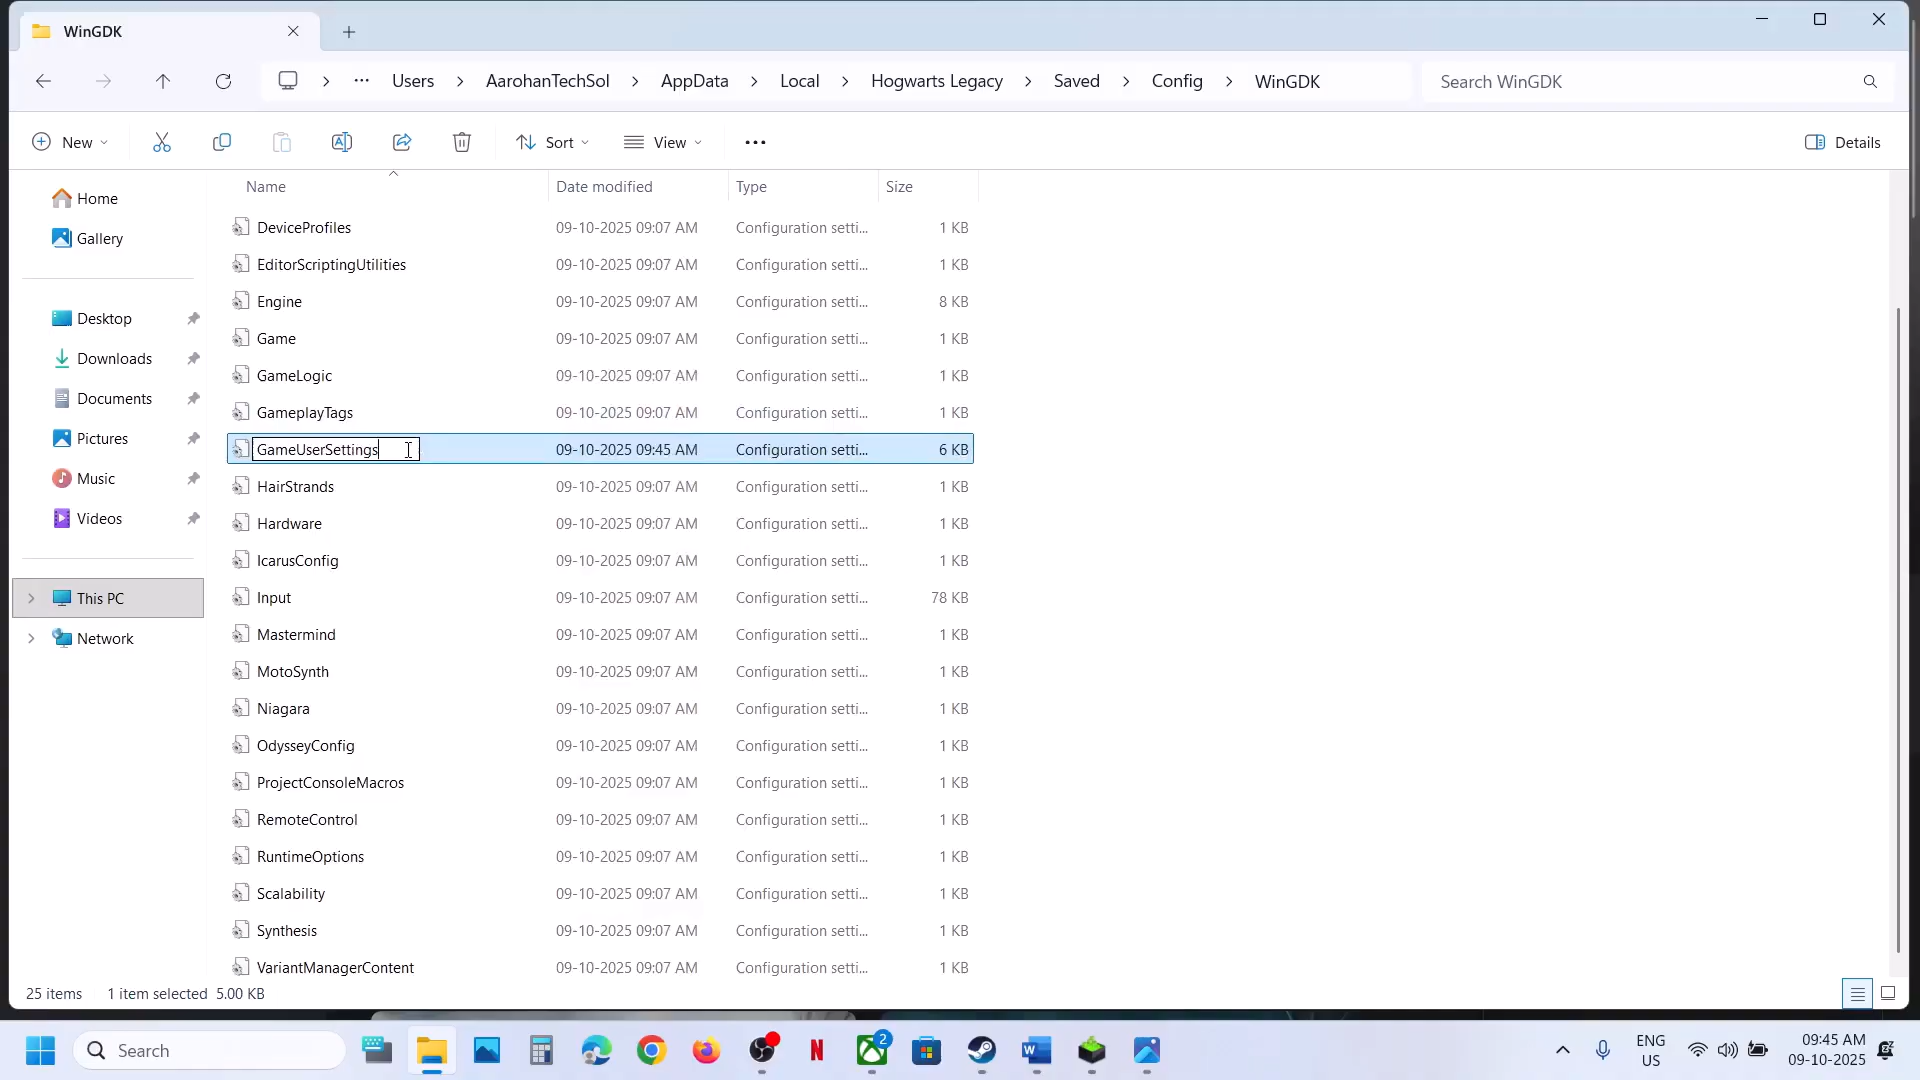 WinGDK
Users
AarohanTechSol
AppData
Local
Hogwarts Legacy
Saved
Config
WinGDK
Search WinGDK
New
Sort
View
Details
Name
Date modified
Type
Size
Home
Gallery
Desktop
Downloads
Documents
Pictures
Music
Videos
This PC
Network
DeviceProfiles 09-10-2025 09:07 AM Configuration setti... 1 KB
EditorScriptingUtilities 09-10-2025 09:07 AM Configuration setti... 1 KB
Engine 09-10-2025 09:07 AM Configuration setti... 8 KB
Game 09-10-2025 09:07 AM Configuration setti... 1 KB
GameLogic 09-10-2025 09:07 AM Configuration setti... 1 KB
GameplayTags 09-10-2025 09:07 AM Configuration setti... 1 KB
GameUserSettings 09-10-2025 09:45 AM Configuration setti... 6 KB
HairStrands 09-10-2025 09:07 AM Configuration setti... 1 KB
Hardware 09-10-2025 09:07 AM Configuration setti... 1 KB
IcarusConfig 09-10-2025 09:07 AM Configuration setti... 1 KB
Input 09-10-2025 09:07 AM Configuration setti... 78 KB
Mastermind 09-10-2025 09:07 AM Configuration setti... 1 KB
MotoSynth 09-10-2025 09:07 AM Configuration setti... 1 KB
Niagara 09-10-2025 09:07 AM Configuration setti... 1 KB
OdysseyConfig 09-10-2025 09:07 AM Configuration setti... 1 KB
ProjectConsoleMacros 09-10-2025 09:07 AM Configuration setti... 1 KB
RemoteControl 09-10-2025 09:07 AM Configuration setti... 1 KB
RuntimeOptions 09-10-2025 09:07 AM Configuration setti... 1 KB
Scalability 09-10-2025 09:07 AM Configuration setti... 1 KB
Synthesis 09-10-2025 09:07 AM Configuration setti... 1 KB
VariantManagerContent 09-10-2025 09:07 AM Configuration setti... 1 KB
25 items 1 item selected 5.00 KB
Search
N
2
W
ENG
US
09:45 AM
09-10-2025